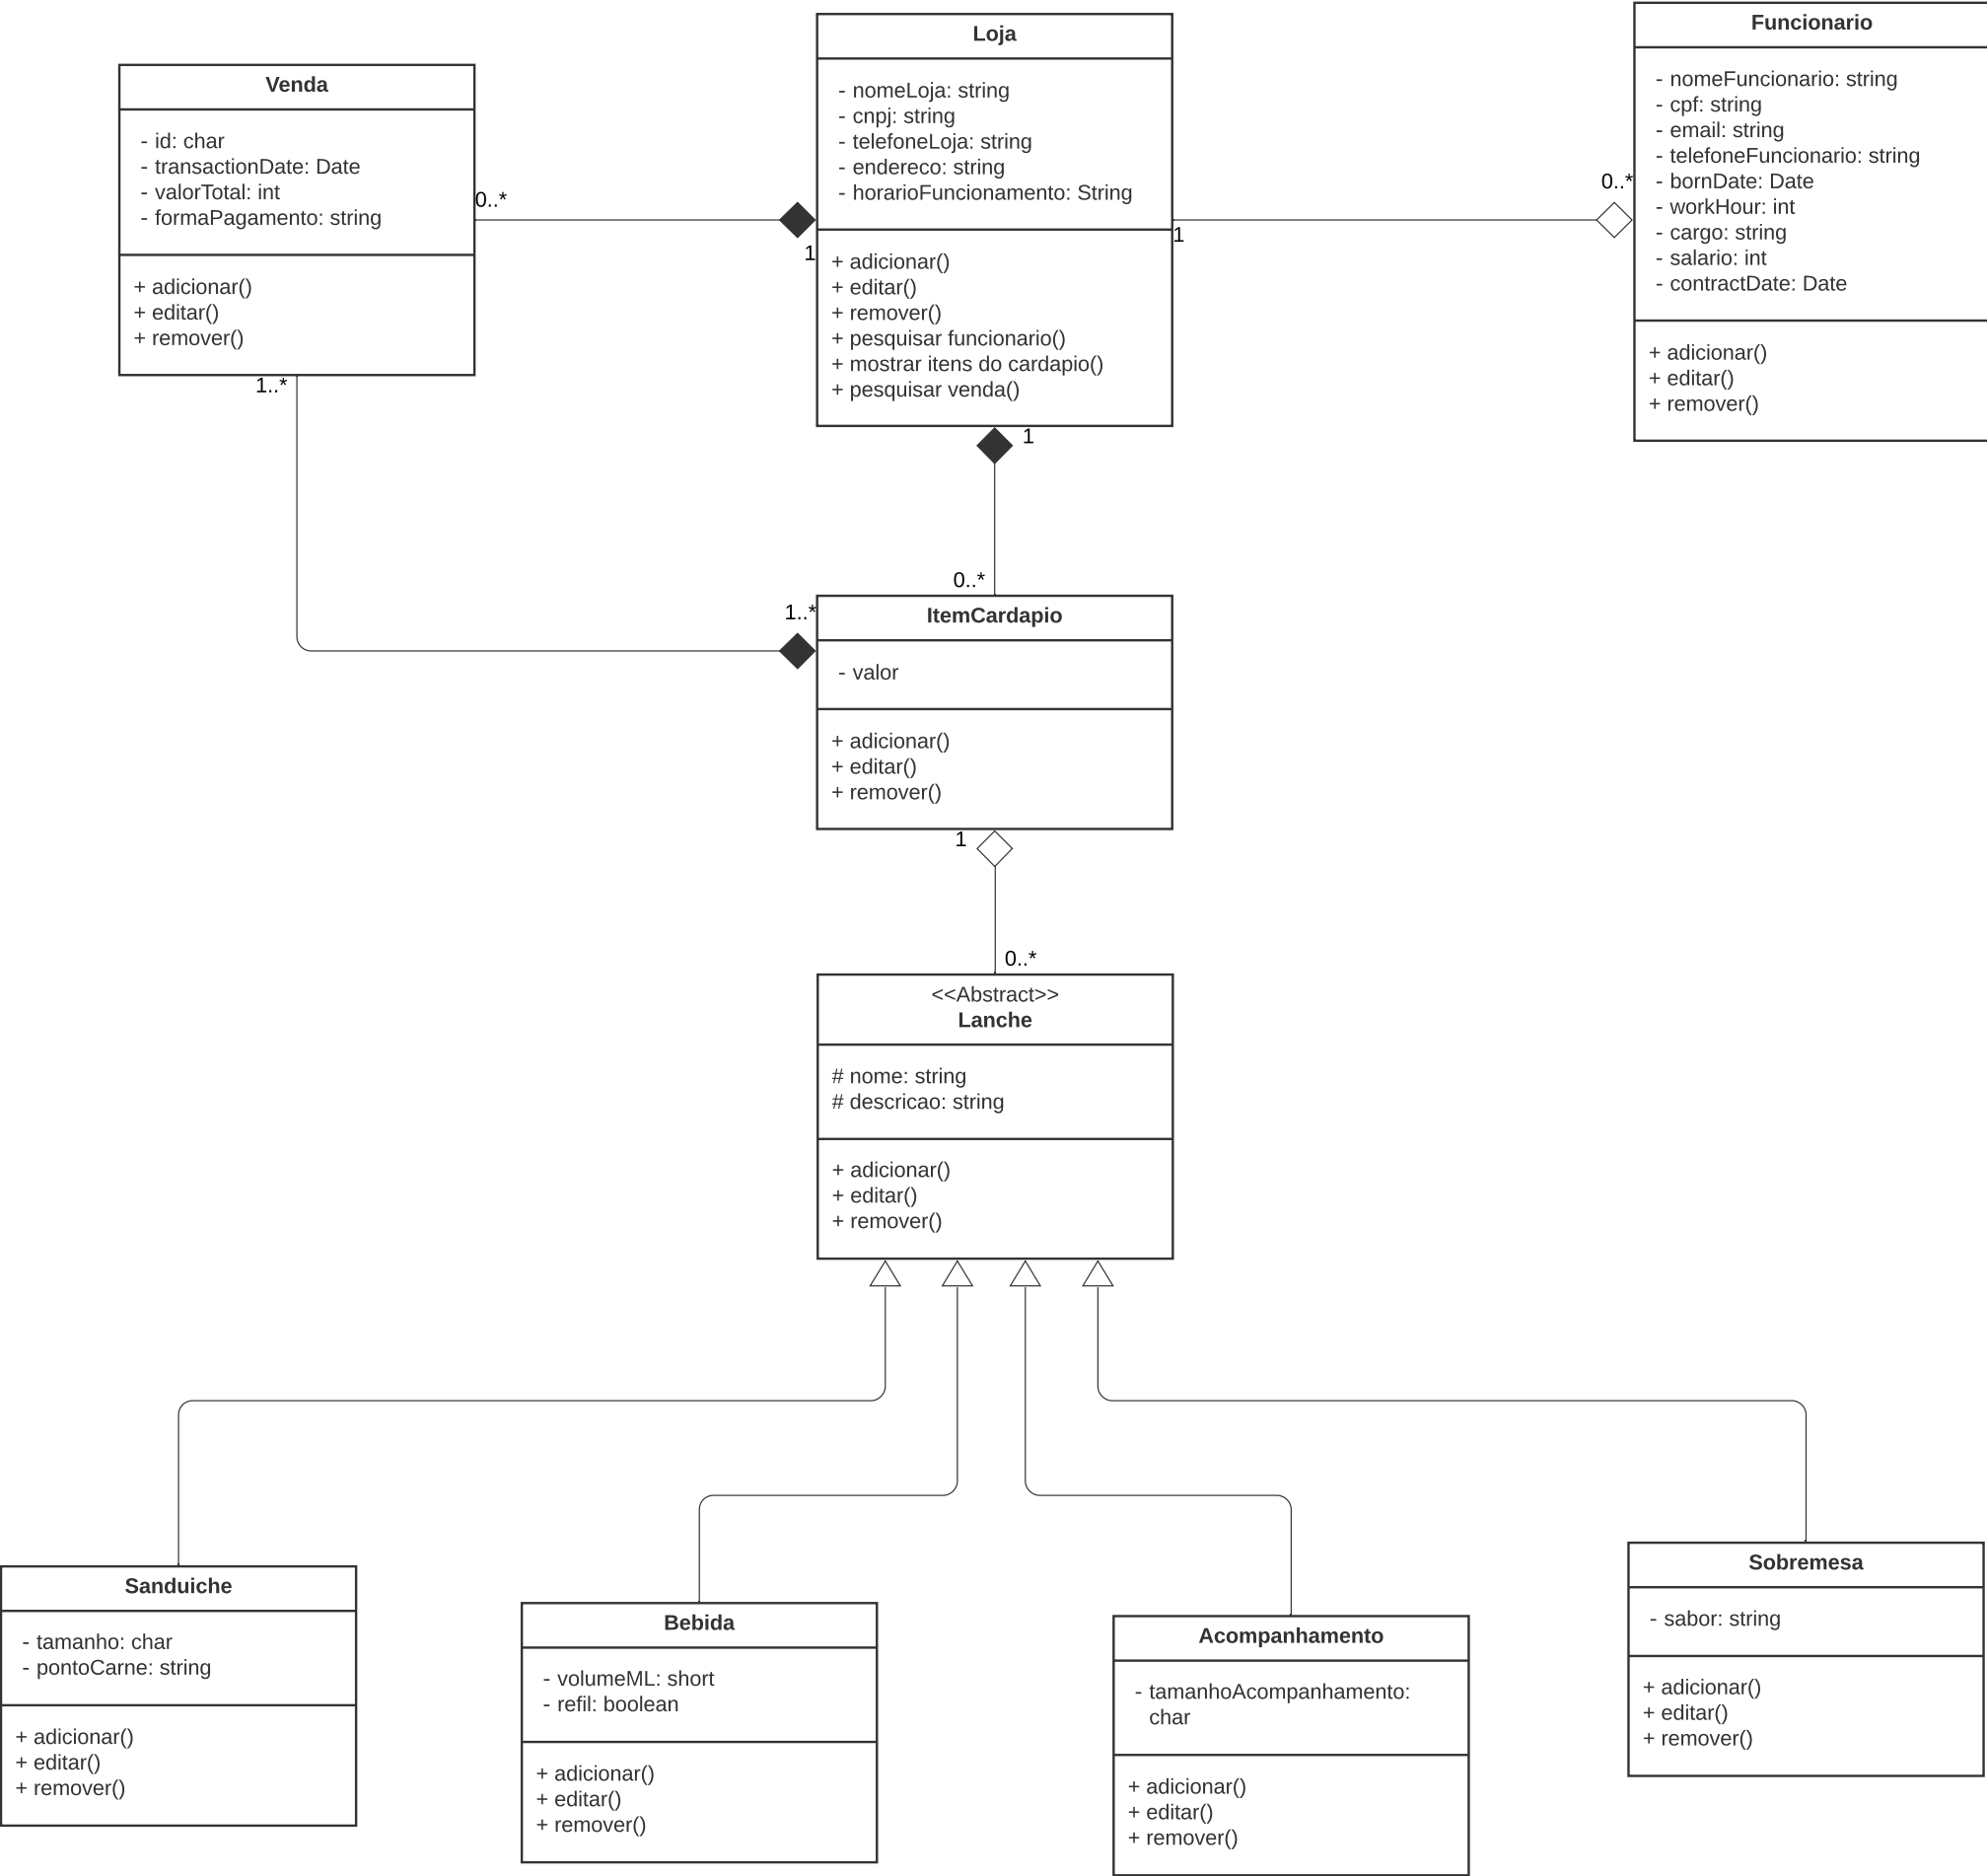 Loja
- nomeLoja: string
- cnpj: string
- telefoneLoja: string
- endereco: string
- horarioFuncionamento: String
+ adicionar()
+ editar()
+ remover()
+ pesquisar funcionario()
+ mostrar itens do cardapio()
+ pesquisar venda()
Funcionario
- nomeFuncionario: string
- cpf: string
- email: string
- telefoneFuncionario: string
- bornDate: Date
- workHour: int
- cargo: string
- salario: int
- contractDate: Date
+ adicionar()
+ editar()
+ remover()
Venda
- id: char
- transactionDate: Date
- valorTotal: int
- formaPagamento: string
+ adicionar()
+ editar()
+ remover()
0..*
1
1
0..*
1..*
1..*
1
0..*
ItemCardapio
- valor
+ adicionar()
+ editar()
+ remover()
1
0..*
<<Abstract>>
Lanche
# nome: string
# descricao: string
+ adicionar()
+ editar()
+ remover()
Sanduiche
- tamanho: char
- pontoCarne: string
+ adicionar()
+ editar()
+ remover()
Bebida
- volumeML: short
- refil: boolean
+ adicionar()
+ editar()
+ remover()
Acompanhamento
- tamanhoAcompanhamento:
char
+ adicionar()
+ editar()
+ remover()
Sobremesa
- sabor: string
+ adicionar()
+ editar()
+ remover()